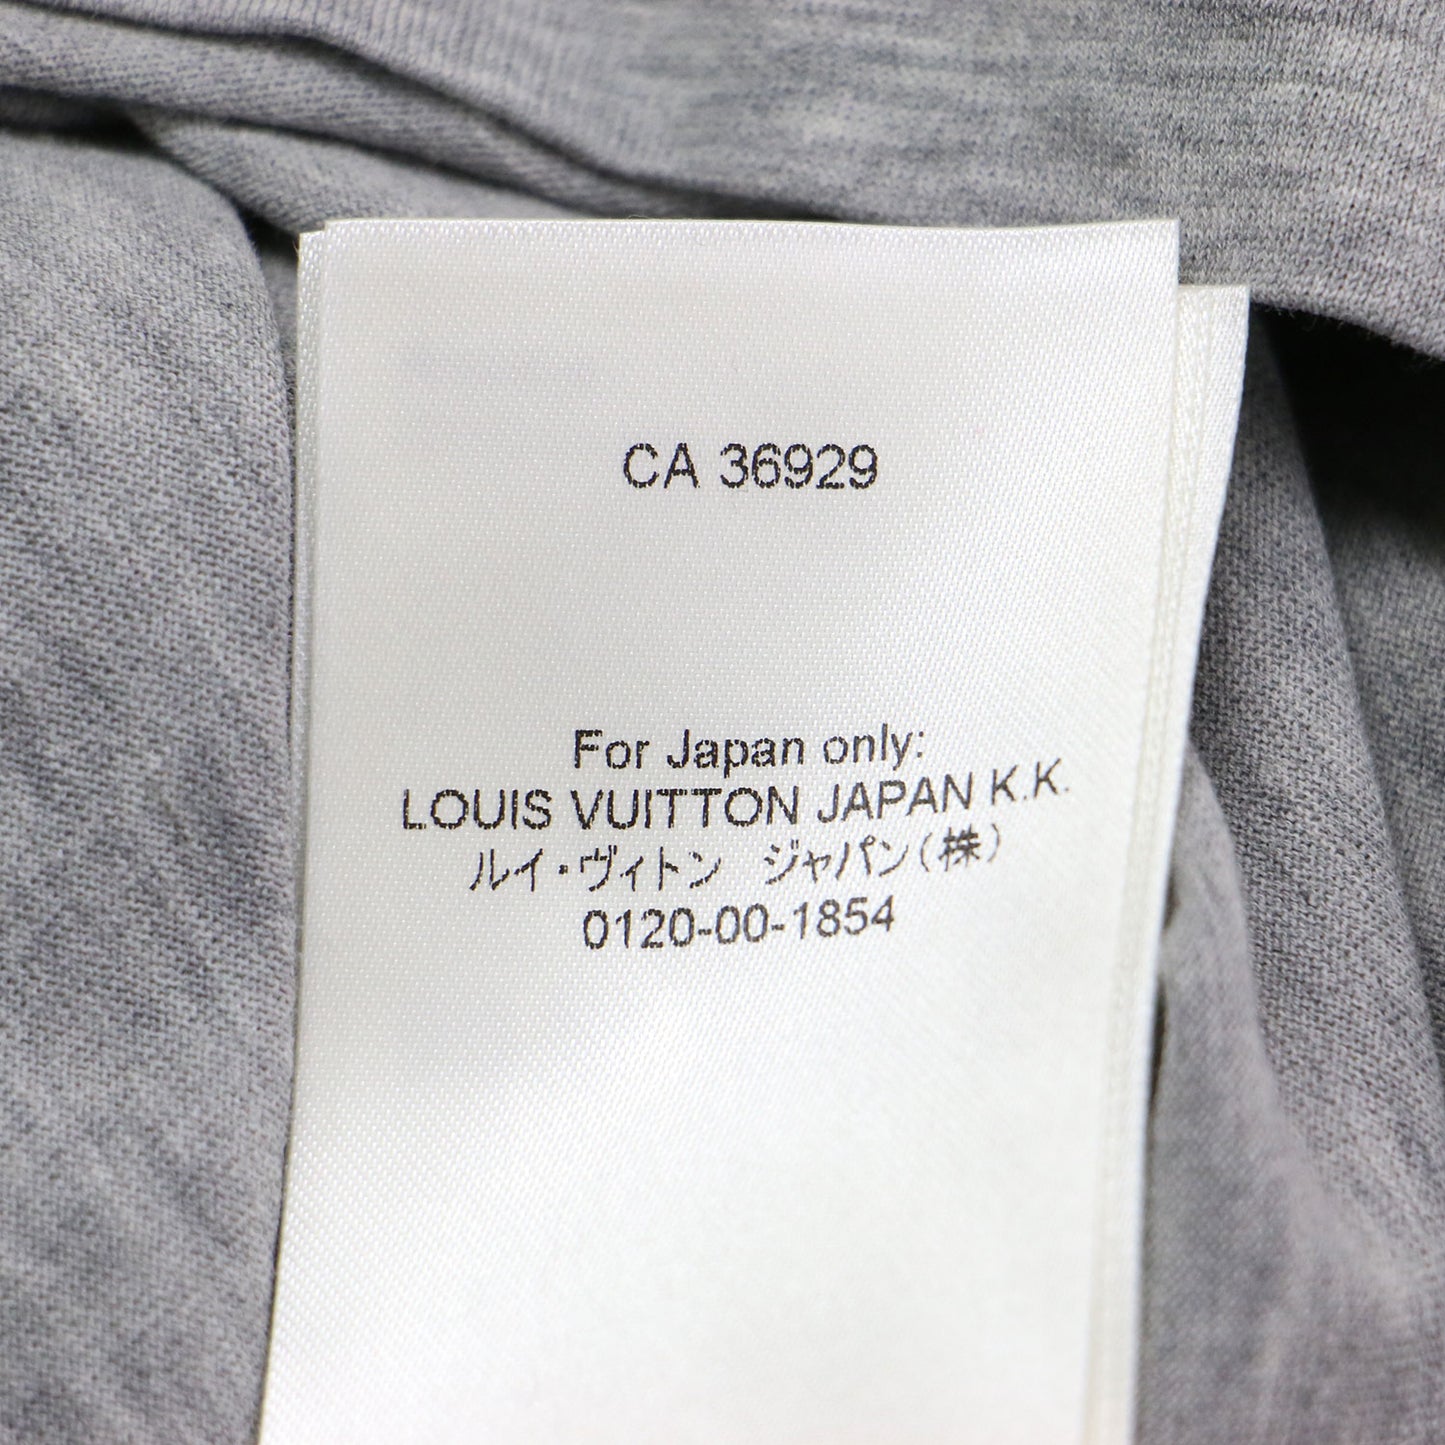 CA 36929
For Japan only:
LOUIS VUITTON JAPAN K.K.
ルイ・ヴィトン　ジャパン(株)
0120-00-1854